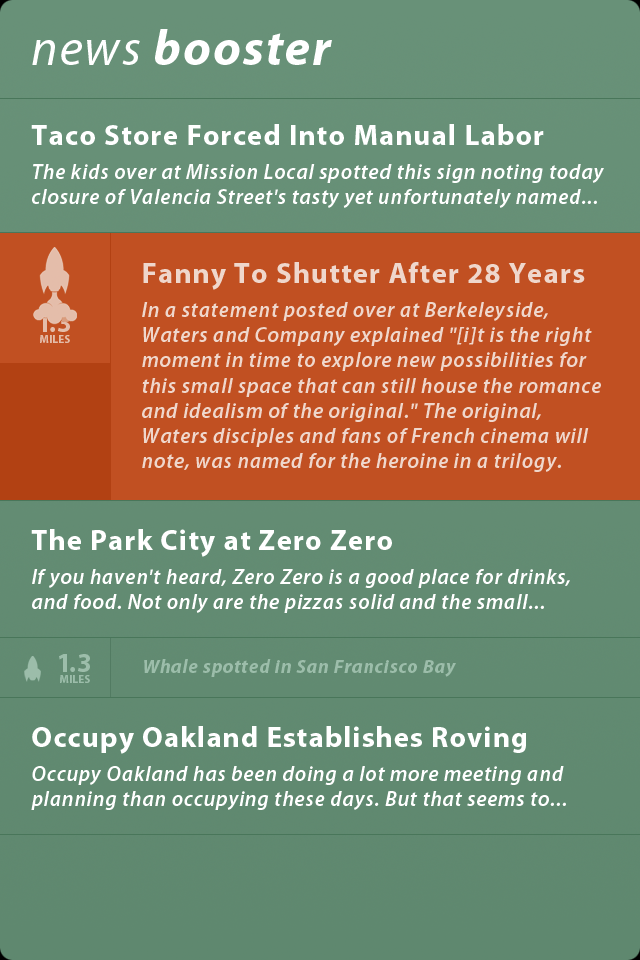 news booster
Taco Store Forced Into Manual Labor
The kids over at Mission Local spotted this sign noting today
closure of Valencia Street's tasty yet unfortunately named...
1.3
MILES
Fanny To Shutter After 28 Years
In a statement posted over at Berkeleyside,
Waters and Company explained "[i]t is the right
moment in time to explore new possibilities for
this small space that can still house the romance
and idealism of the original." The original,
Waters disciples and fans of French cinema will
note, was named for the heroine in a trilogy.
The Park City at Zero Zero
If you haven't heard, Zero Zero is a good place for drinks,
and food. Not only are the pizzas solid and the small...
1.3
MILES
Whale spotted in San Francisco Bay
Occupy Oakland Establishes Roving
Occupy Oakland has been doing a lot more meeting and
planning than occupying these days. But that seems to...